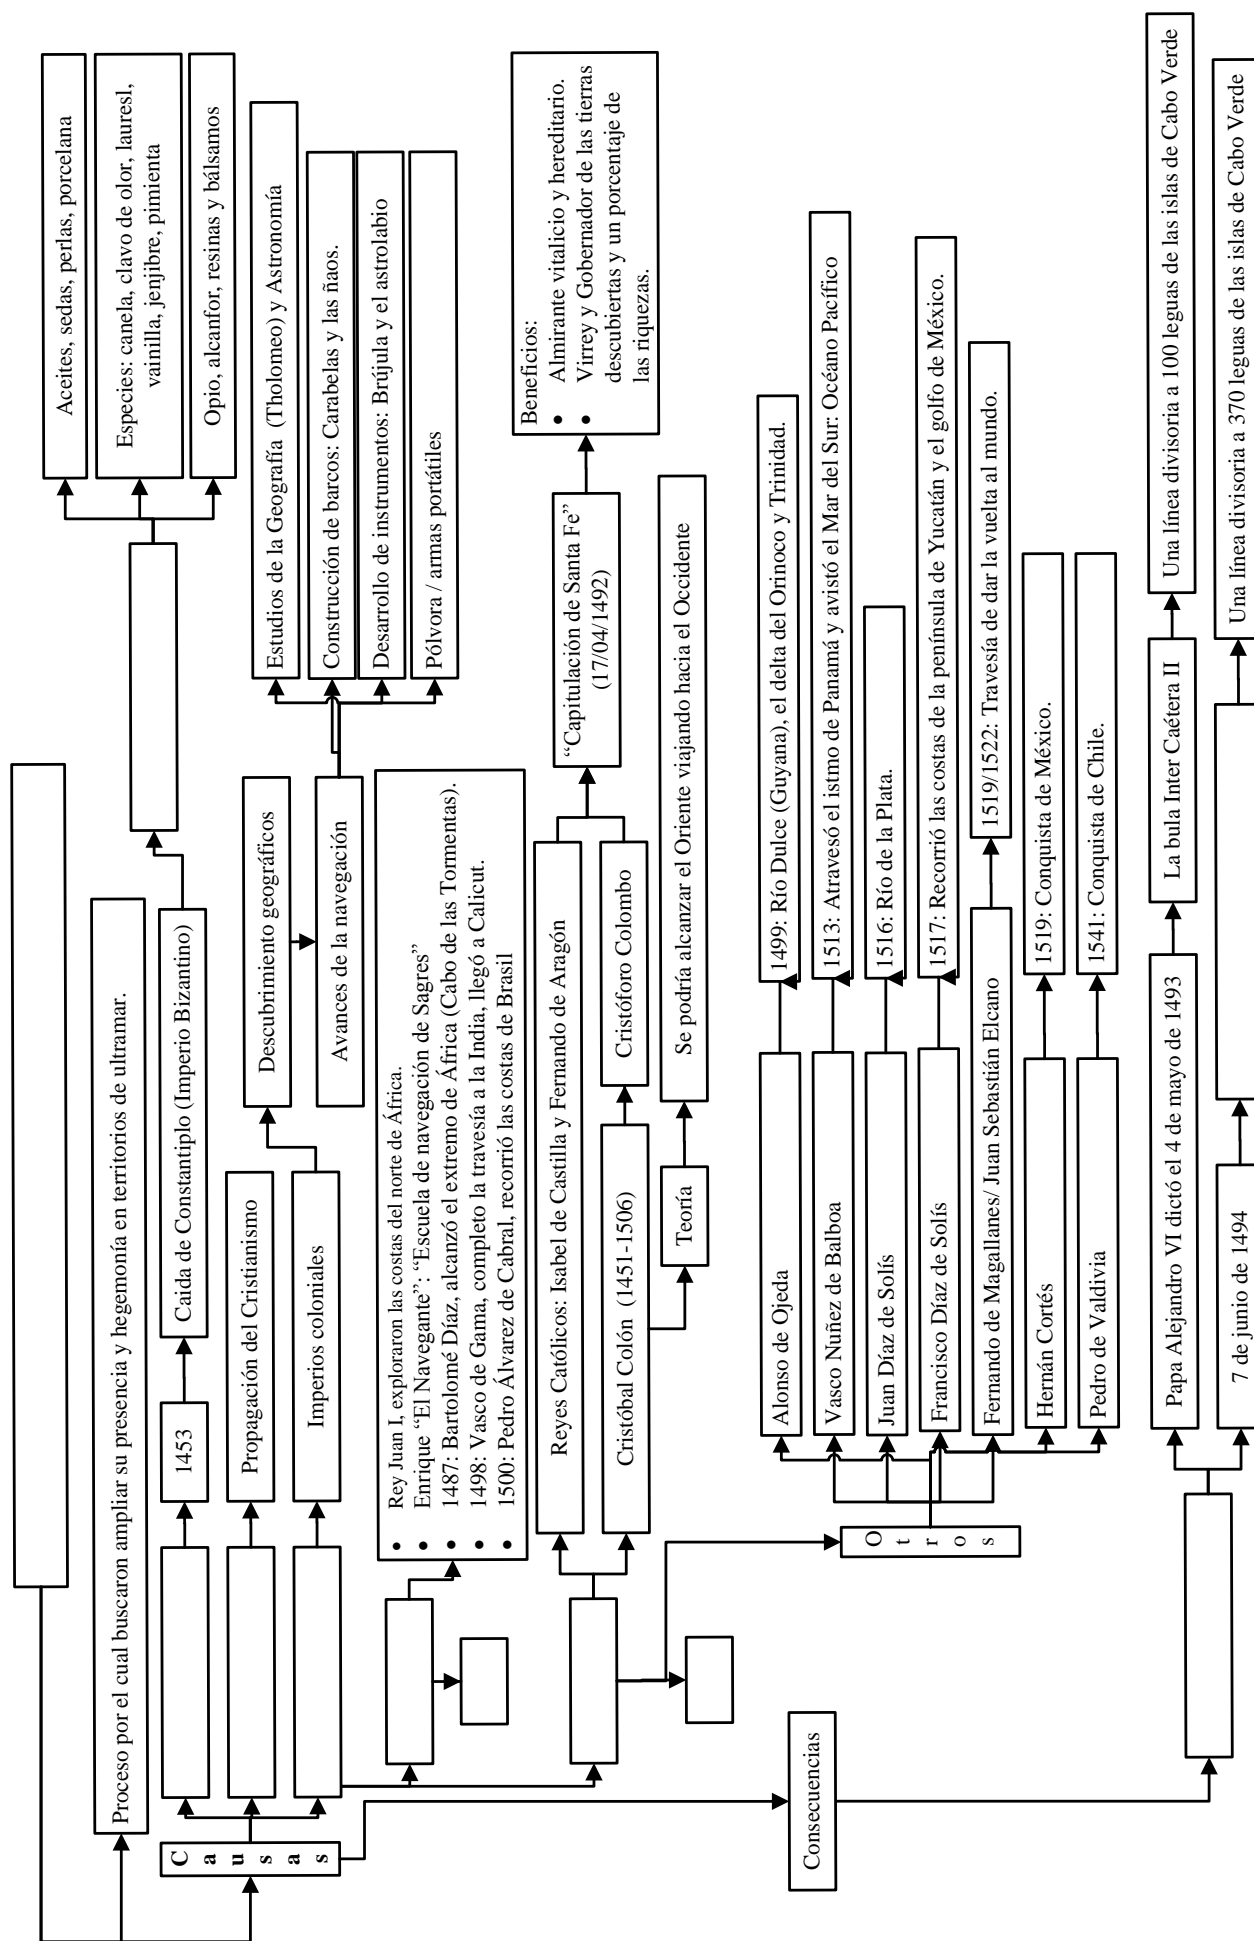 Proceso por el cual buscaron ampliar su presencia y hegemonía en territorios de ultramar.
C
a
u
s
a
s
1453
Caida de Constantiplo (Imperio Bizantino)
Aceites, sedas, perlas, porcelana
Especies: canela, clavo de olor, lauresl,
vainilla, jenjibre, pimienta
Opio, alcanfor, resinas y bálsamos
Propagación del Cristianismo
Imperios coloniales
Descubrimiento geográficos
Avances de la navegación
Estudios de la Geografía (Tholomeo) y Astronomía
Construcción de barcos: Carabelas y las ñaos.
Desarrollo de instrumentos: Brújula y el astrolabio
Pólvora / armas portátiles
• Rey Juan I, exploraron las costas del norte de África.
• Enrique “El Navegante”: “Escuela de navegación de Sagres”
• 1487: Bartolomé Díaz, alcanzó el extremo de África (Cabo de las Tormentas).
• 1498: Vasco de Gama, completo la travesía a la India, llegó a Calicut.
• 1500: Pedro Álvarez de Cabral, recorrió las costas de Brasil
Reyes Católicos: Isabel de Castilla y Fernando de Aragón
Cristóbal Colón (1451-1506)
Cristóforo Colombo
“Capitulación de Santa Fe”
(17/04/1492)
Beneficios:
• Almirante vitalicio y hereditario.
• Virrey y Gobernador de las tierras
descubiertas y un porcentaje de
las riquezas.
Teoría
Se podría alcanzar el Oriente viajando hacia el Occidente
O
t
r
o
s
Alonso de Ojeda
1499: Río Dulce (Guyana), el delta del Orinoco y Trinidad.
Vasco Nuñez de Balboa
1513: Atravesó el istmo de Panamá y avistó el Mar del Sur: Océano Pacífico
Juan Díaz de Solís
1516: Río de la Plata.
Francisco Díaz de Solís
1517: Recorrió las costas de la península de Yucatán y el golfo de México.
Fernando de Magallanes/ Juan Sebastián Elcano
1519/1522: Travesía de dar la vuelta al mundo.
Hernán Cortés
1519: Conquista de México.
Pedro de Valdivia
1541: Conquista de Chile.
Consecuencias
Papa Alejandro VI dictó el 4 de mayo de 1493
La bula Inter Caétera II
Una línea divisoria a 100 leguas de las islas de Cabo Verde
7 de junio de 1494
Una línea divisoria a 370 leguas de las islas de Cabo Verde